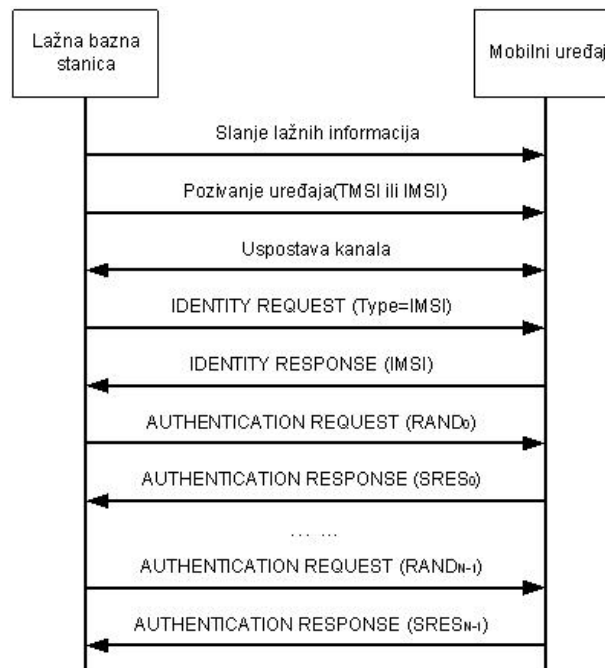 Lažna bazna
stanica
Mobilni uređaj
Slanje lažnih informacija
Pozivanje uređaja(TMSI ili IMSI)
Uspostava kanala
IDENTITY REQUEST (Type=IMSI)
IDENTITY RESPONSE (IMSI)
AUTHENTICATION REQUEST (RAND₀)
AUTHENTICATION RESPONSE (SRES₀)
... ...
AUTHENTICATION REQUEST (RANDN-1)
AUTHENTICATION RESPONSE (SRESN-1)